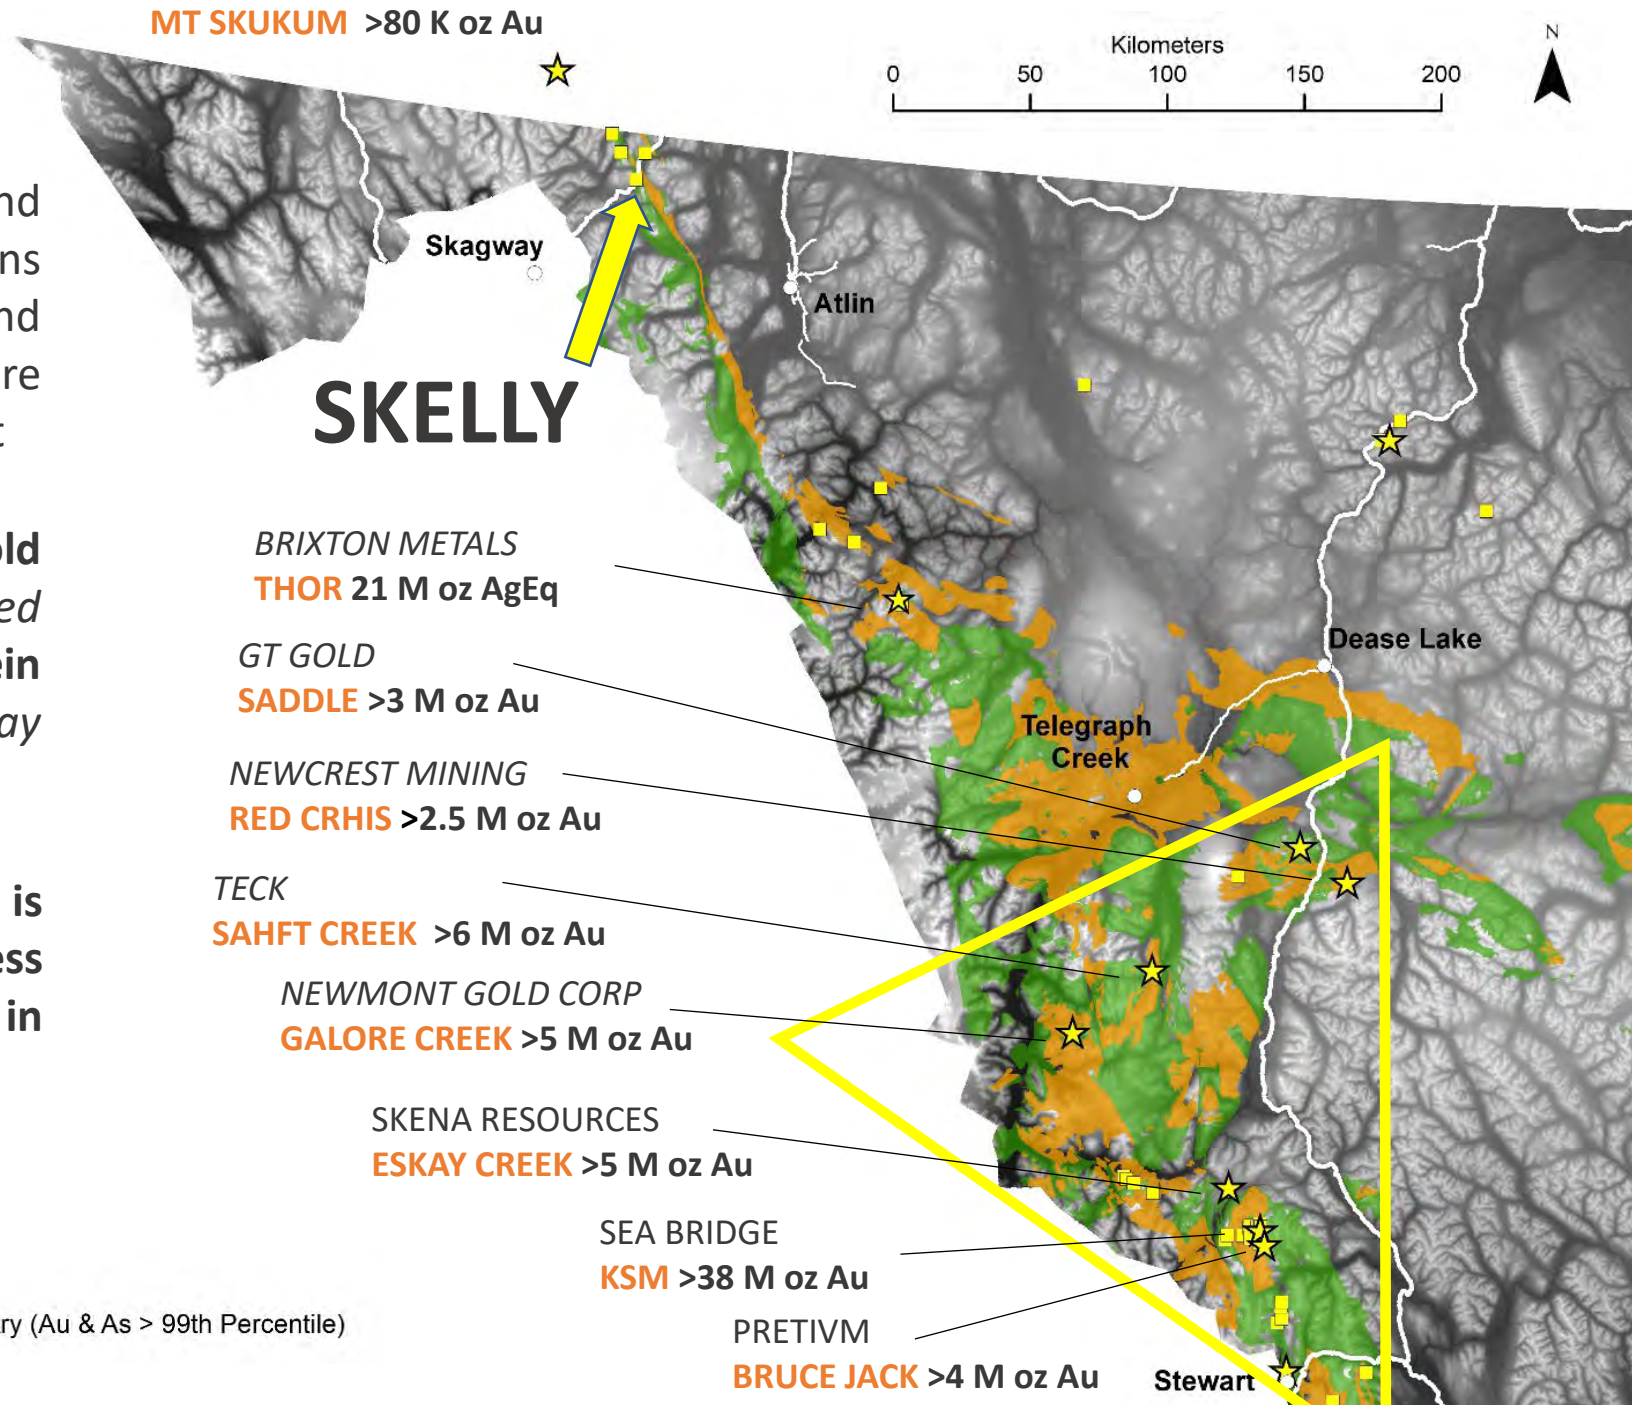 MT SKUKUM >80 K oz Au
Kilometers
0 50 100 150 200
N
nd
ns
nd
re
t
old
ed
ein
ay
is
ess
in
Skagway
Atlin
SKELLY
BRIXTON METALS
THOR 21 M oz AgEq
GT GOLD
SADDLE >3 M oz Au
Dease Lake
Telegraph
Creek
NEWCREST MINING
RED CRHIS >2.5 M oz Au
TECK
SAHFT CREEK >6 M oz Au
NEWMONT GOLD CORP
GALORE CREEK >5 M oz Au
SKENA RESOURCES
ESKAY CREEK >5 M oz Au
SEA BRIDGE
KSM >38 M oz Au
PRETIVM
BRUCE JACK >4 M oz Au
Stewart
ry (Au & As > 99th Percentile)